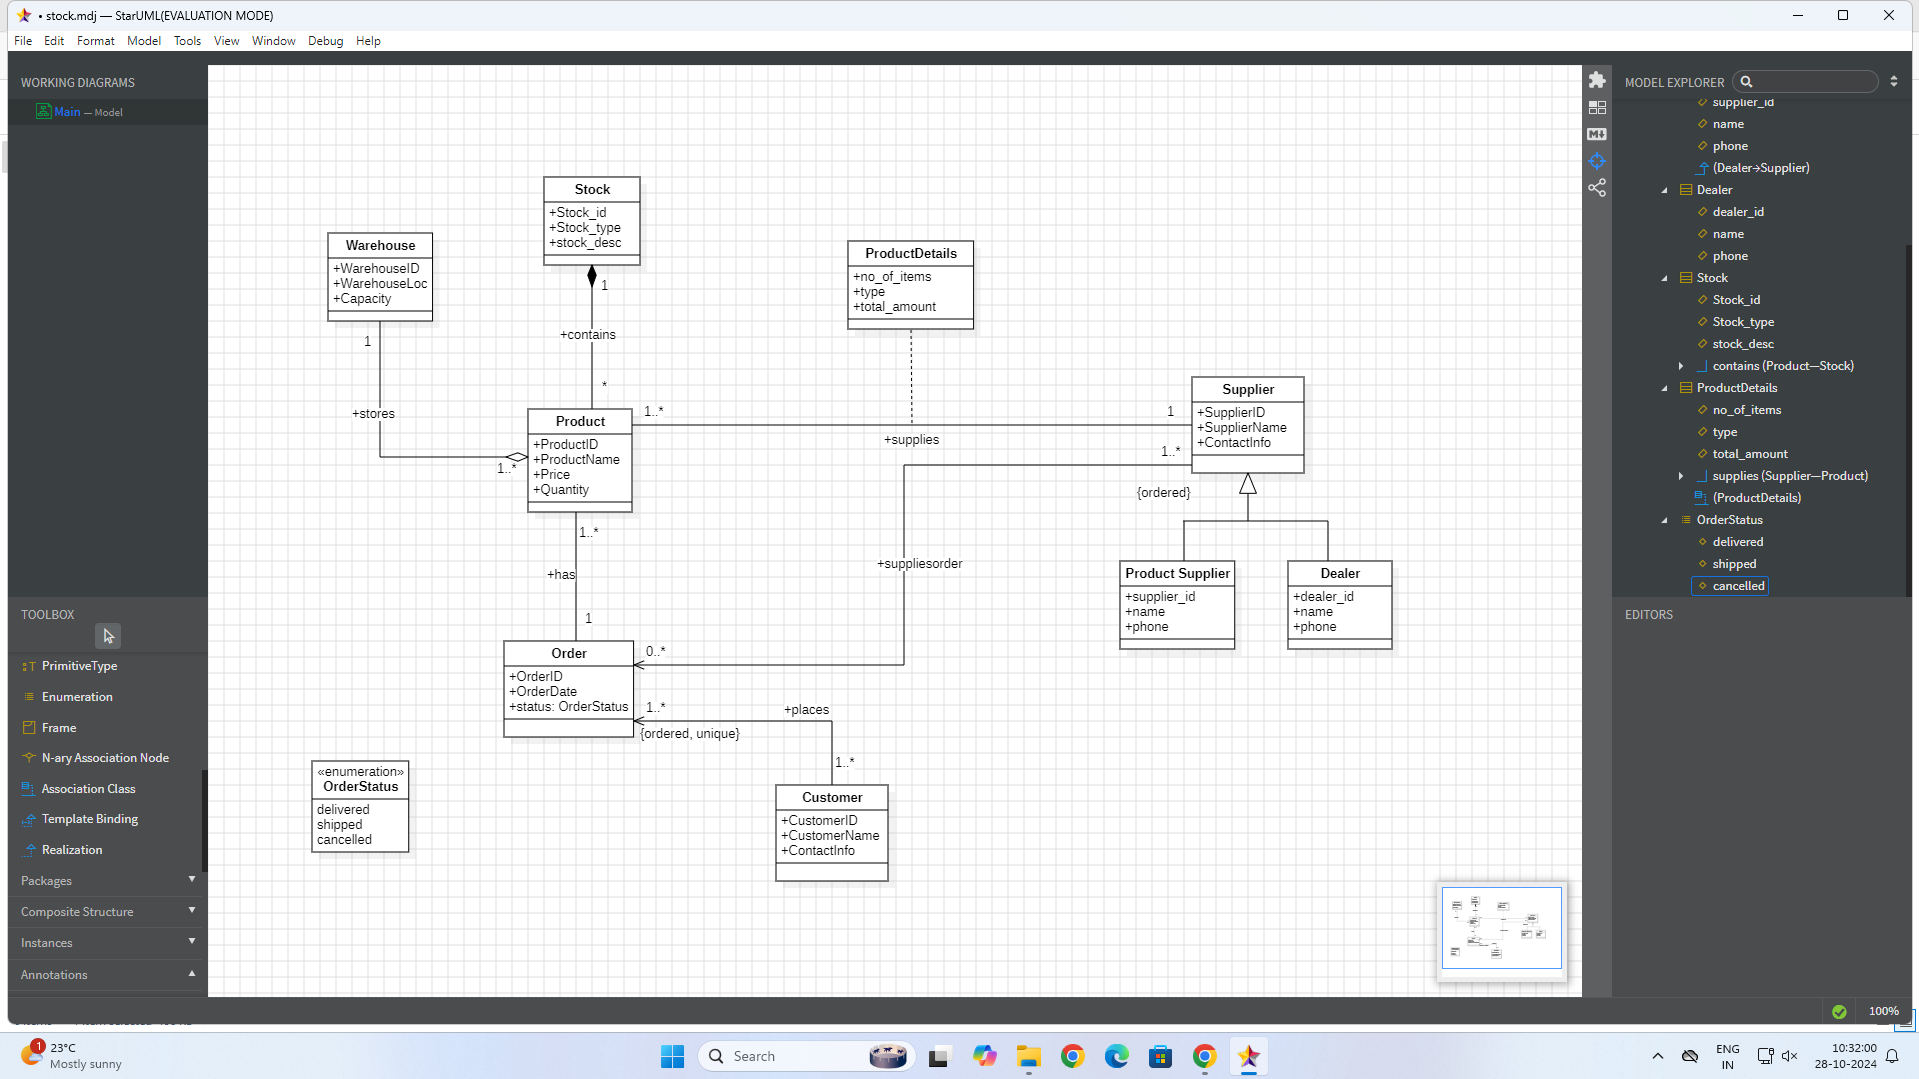 • stock.mdj — StarUML(EVALUATION MODE)
File Edit Format Model Tools View Window Debug Help
WORKING DIAGRAMS
Main — Model
TOOLBOX
PrimitiveType
Enumeration
Frame
N-ary Association Node
Association Class
Template Binding
Realization
Packages
Composite Structure
Instances
Annotations
Stock
+Stock_id
+Stock_type
+stock_desc
Warehouse
+WarehouseID
+WarehouseLoc
+Capacity
ProductDetails
+no_of_items
+type
+total_amount
1
+contains
*
1
+stores
1..*
Product
+ProductID
+ProductName
+Price
+Quantity
1..*
+supplies
1
Supplier
+SupplierID
+SupplierName
+ContactInfo
1..*
{ordered}
+suppliesorder
0..*
Product Supplier
+supplier_id
+name
+phone
Dealer
+dealer_id
+name
+phone
1..*
+has
1
Order
+OrderID
+OrderDate
+status: OrderStatus
1..*
{ordered, unique}
+places
1..*
Customer
+CustomerID
+CustomerName
+ContactInfo
«enumeration»
OrderStatus
delivered
shipped
cancelled
M↓
MODEL EXPLORER
supplier_id
name
phone
(Dealer→Supplier)
Dealer
dealer_id
name
phone
Stock
Stock_id
Stock_type
stock_desc
contains (Product—Stock)
ProductDetails
no_of_items
type
total_amount
supplies (Supplier—Product)
(ProductDetails)
OrderStatus
delivered
shipped
cancelled
EDITORS
100%
1
23°C
Mostly sunny
Search
ENG
IN
10:32:00
28-10-2024